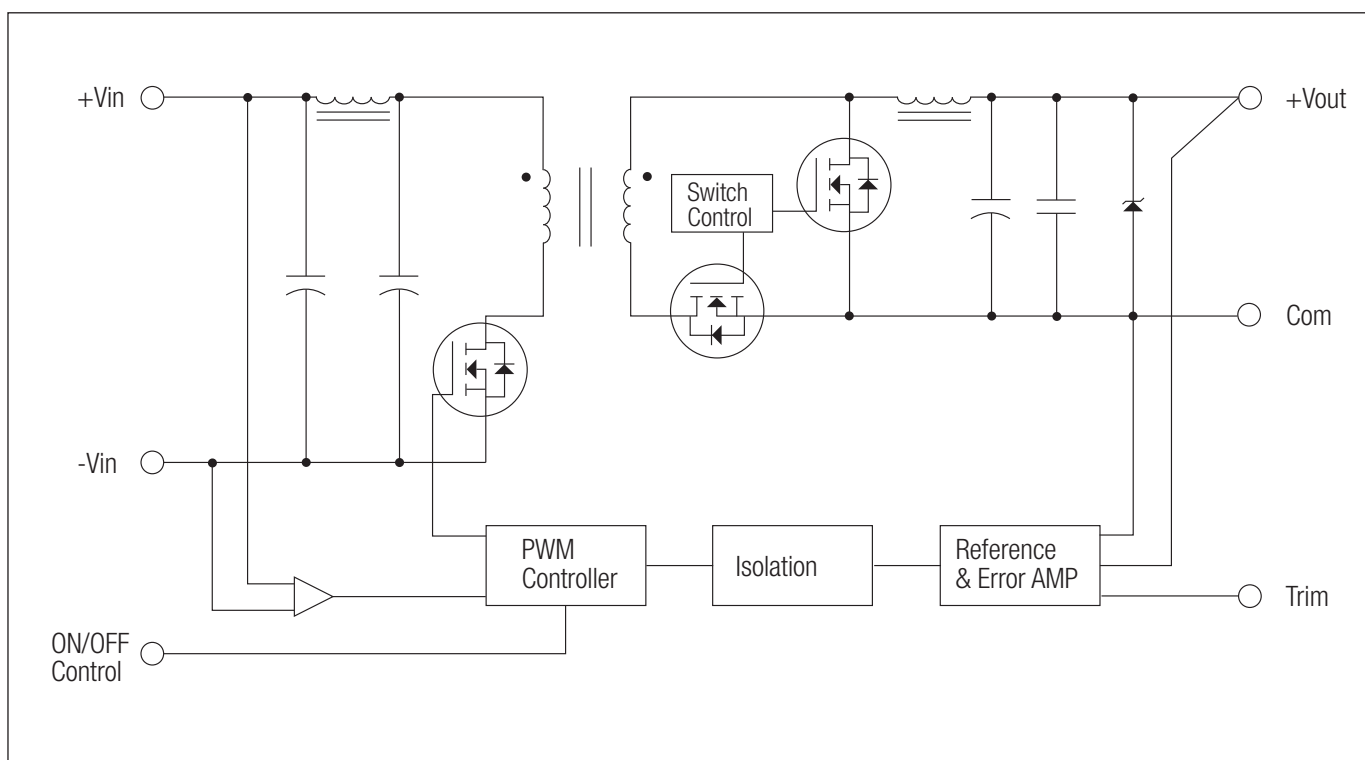 +Vin
+Vout
Switch
Control
Com
-Vin
PWM
Controller
Isolation
Reference
& Error AMP
Trim
ON/OFF
Control